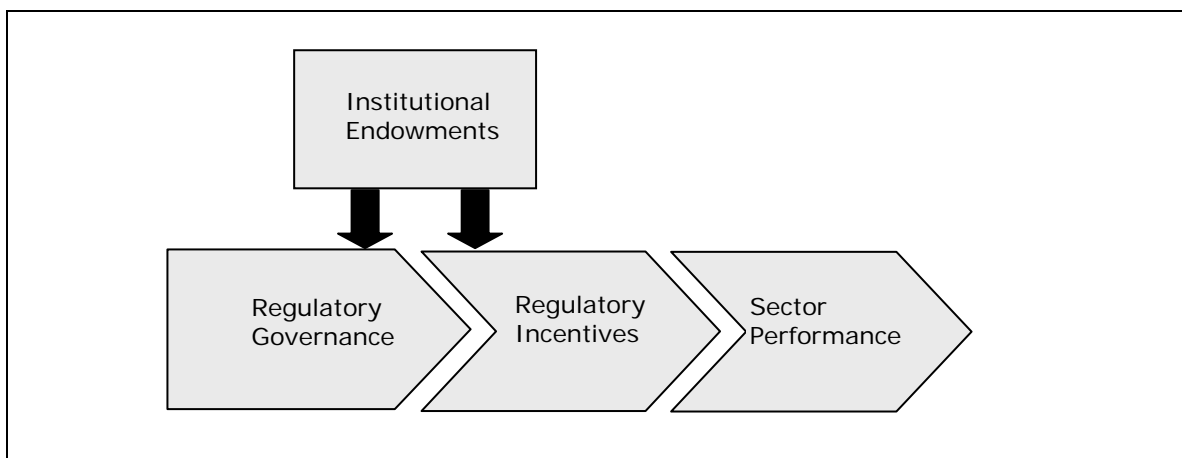 Institutional
Endowments
Regulatory
Governance
Regulatory
Incentives
Sector
Performance